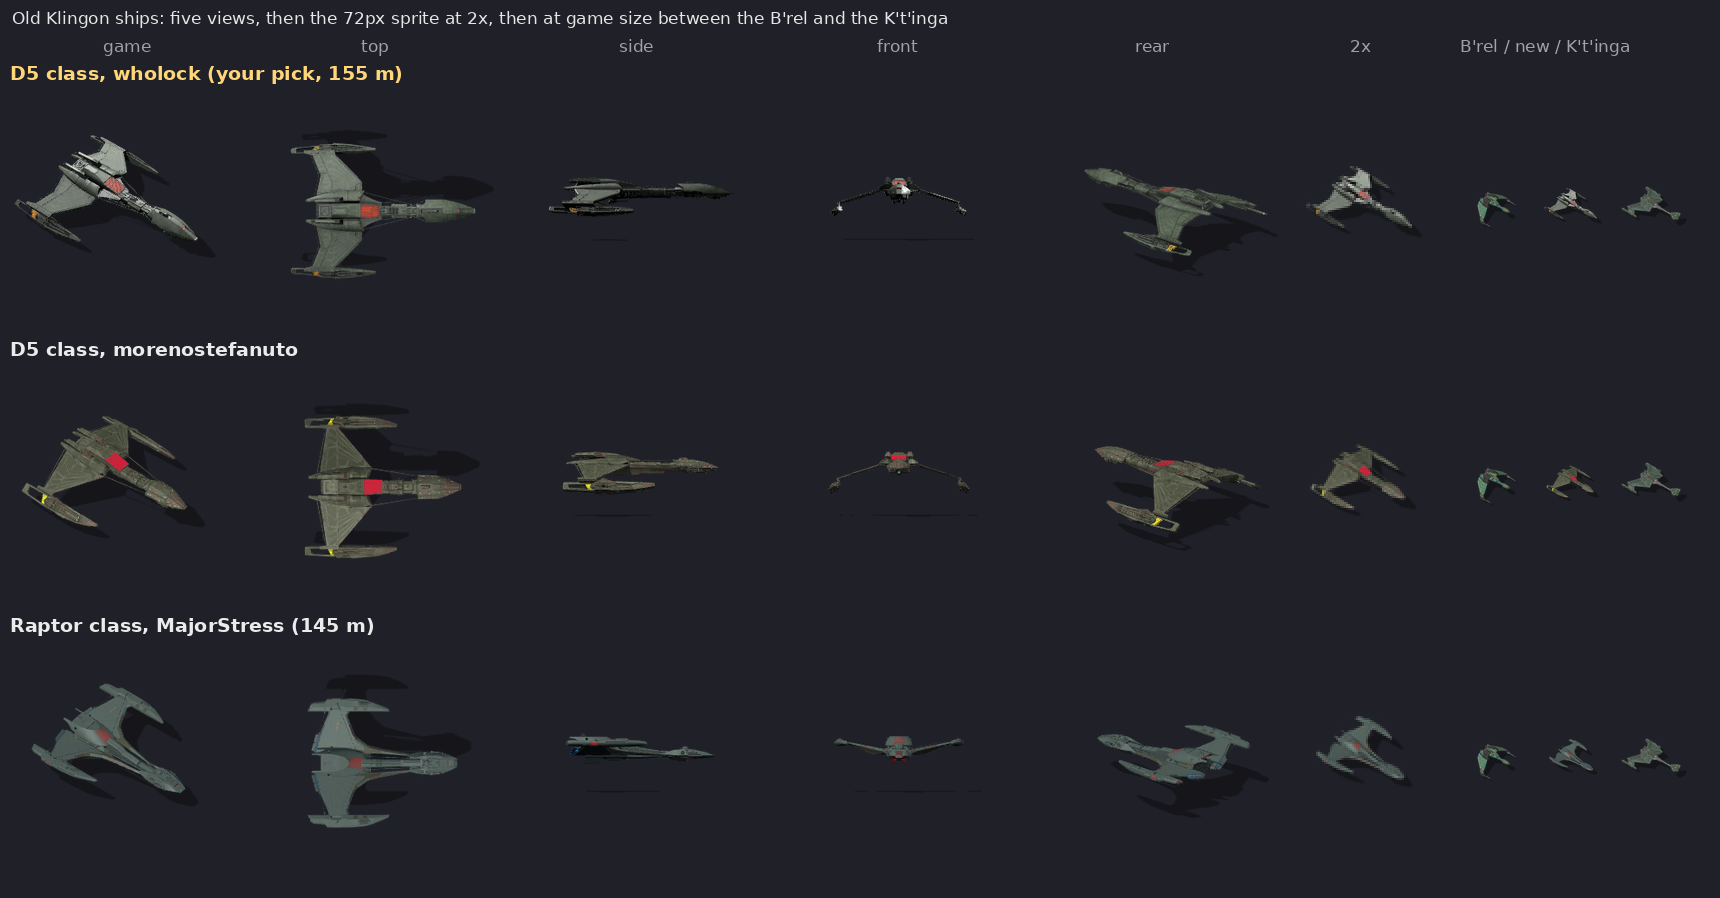 Old Klingon ships: five views, then the 72px sprite at 2x, then at game size between the B'rel and the K't'inga
game top side front rear 2x B'rel / new / K't'inga
D5 class, wholock (your pick, 155 m)
D5 class, morenostefanuto
Raptor class, MajorStress (145 m)